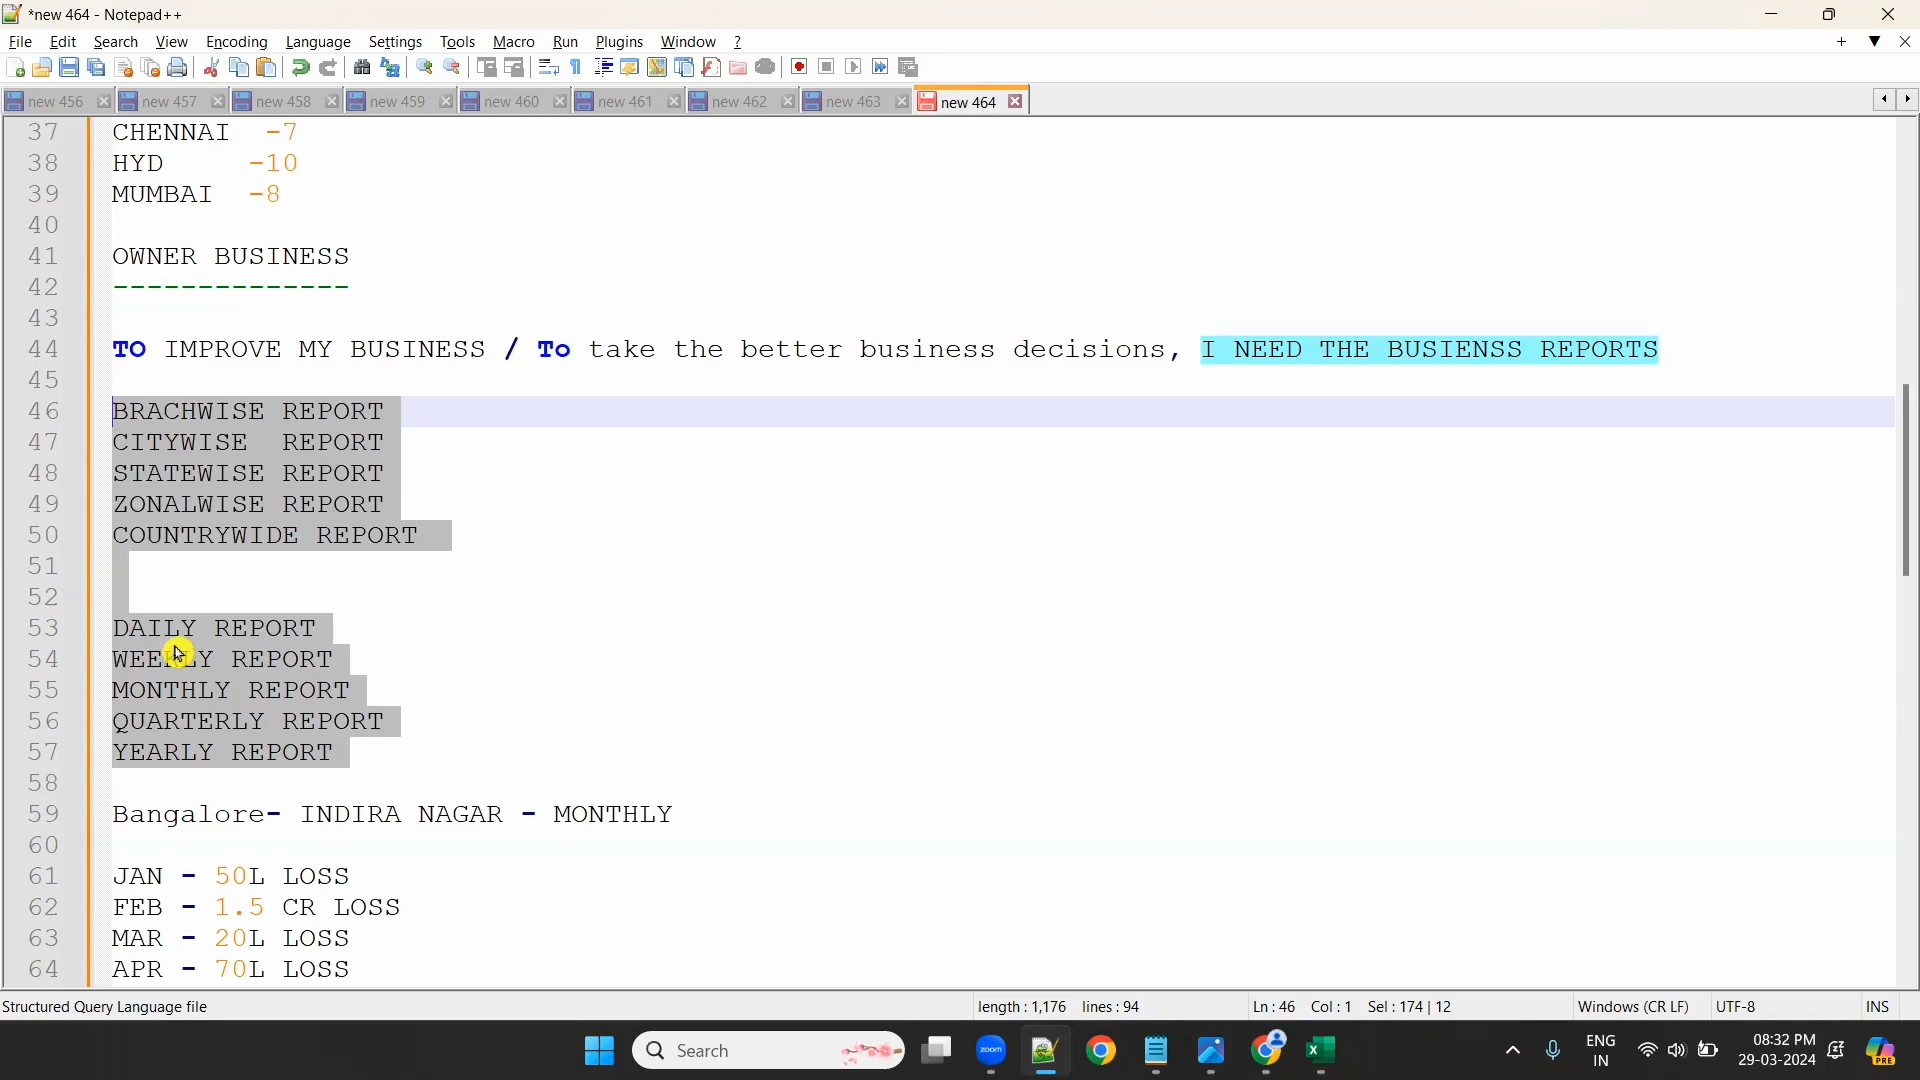 *new 464 - Notepad++
File Edit Search View Encoding Language Settings Tools Macro Run Plugins Window ?
new 456 new 457 new 458 new 459 new 460 new 461 new 462 new 463 new 464
37 CHENNAI -7
38 HYD -10
39 MUMBAI -8
40
41 OWNER BUSINESS
42 --------------
43
44 TO IMPROVE MY BUSINESS / To take the better business decisions, I NEED THE BUSIENSS REPORTS
45
46 BRACHWISE REPORT
47 CITYWISE REPORT
48 STATEWISE REPORT
49 ZONALWISE REPORT
50 COUNTRYWIDE REPORT
51
52
53 DAILY REPORT
54 WEEKLY REPORT
55 MONTHLY REPORT
56 QUARTERLY REPORT
57 YEARLY REPORT
58
59 Bangalore- INDIRA NAGAR - MONTHLY
60
61 JAN - 50L LOSS
62 FEB - 1.5 CR LOSS
63 MAR - 20L LOSS
64 APR - 70L LOSS
Structured Query Language file length : 1,176 lines : 94 Ln : 46 Col : 1 Sel : 174 | 12 Windows (CR LF) UTF-8 INS
Search zoom ENG IN 08:32 PM 29-03-2024 PRE